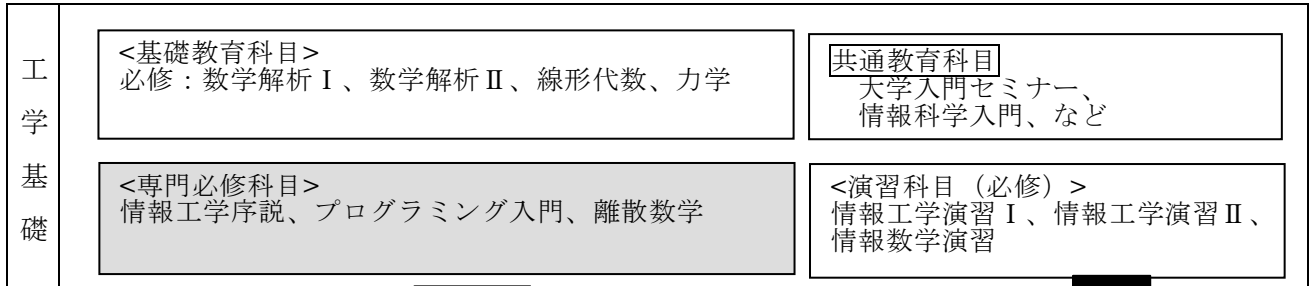 工学基礎
<基礎教育科目>
必修：数学解析Ⅰ、数学解析Ⅱ、線形代数、力学
共通教育科目
大学入門セミナー、
情報科学入門、など
<専門必修科目>
情報工学序説、プログラミング入門、離散数学
<演習科目（必修）>
情報工学演習Ⅰ、情報工学演習Ⅱ、
情報数学演習